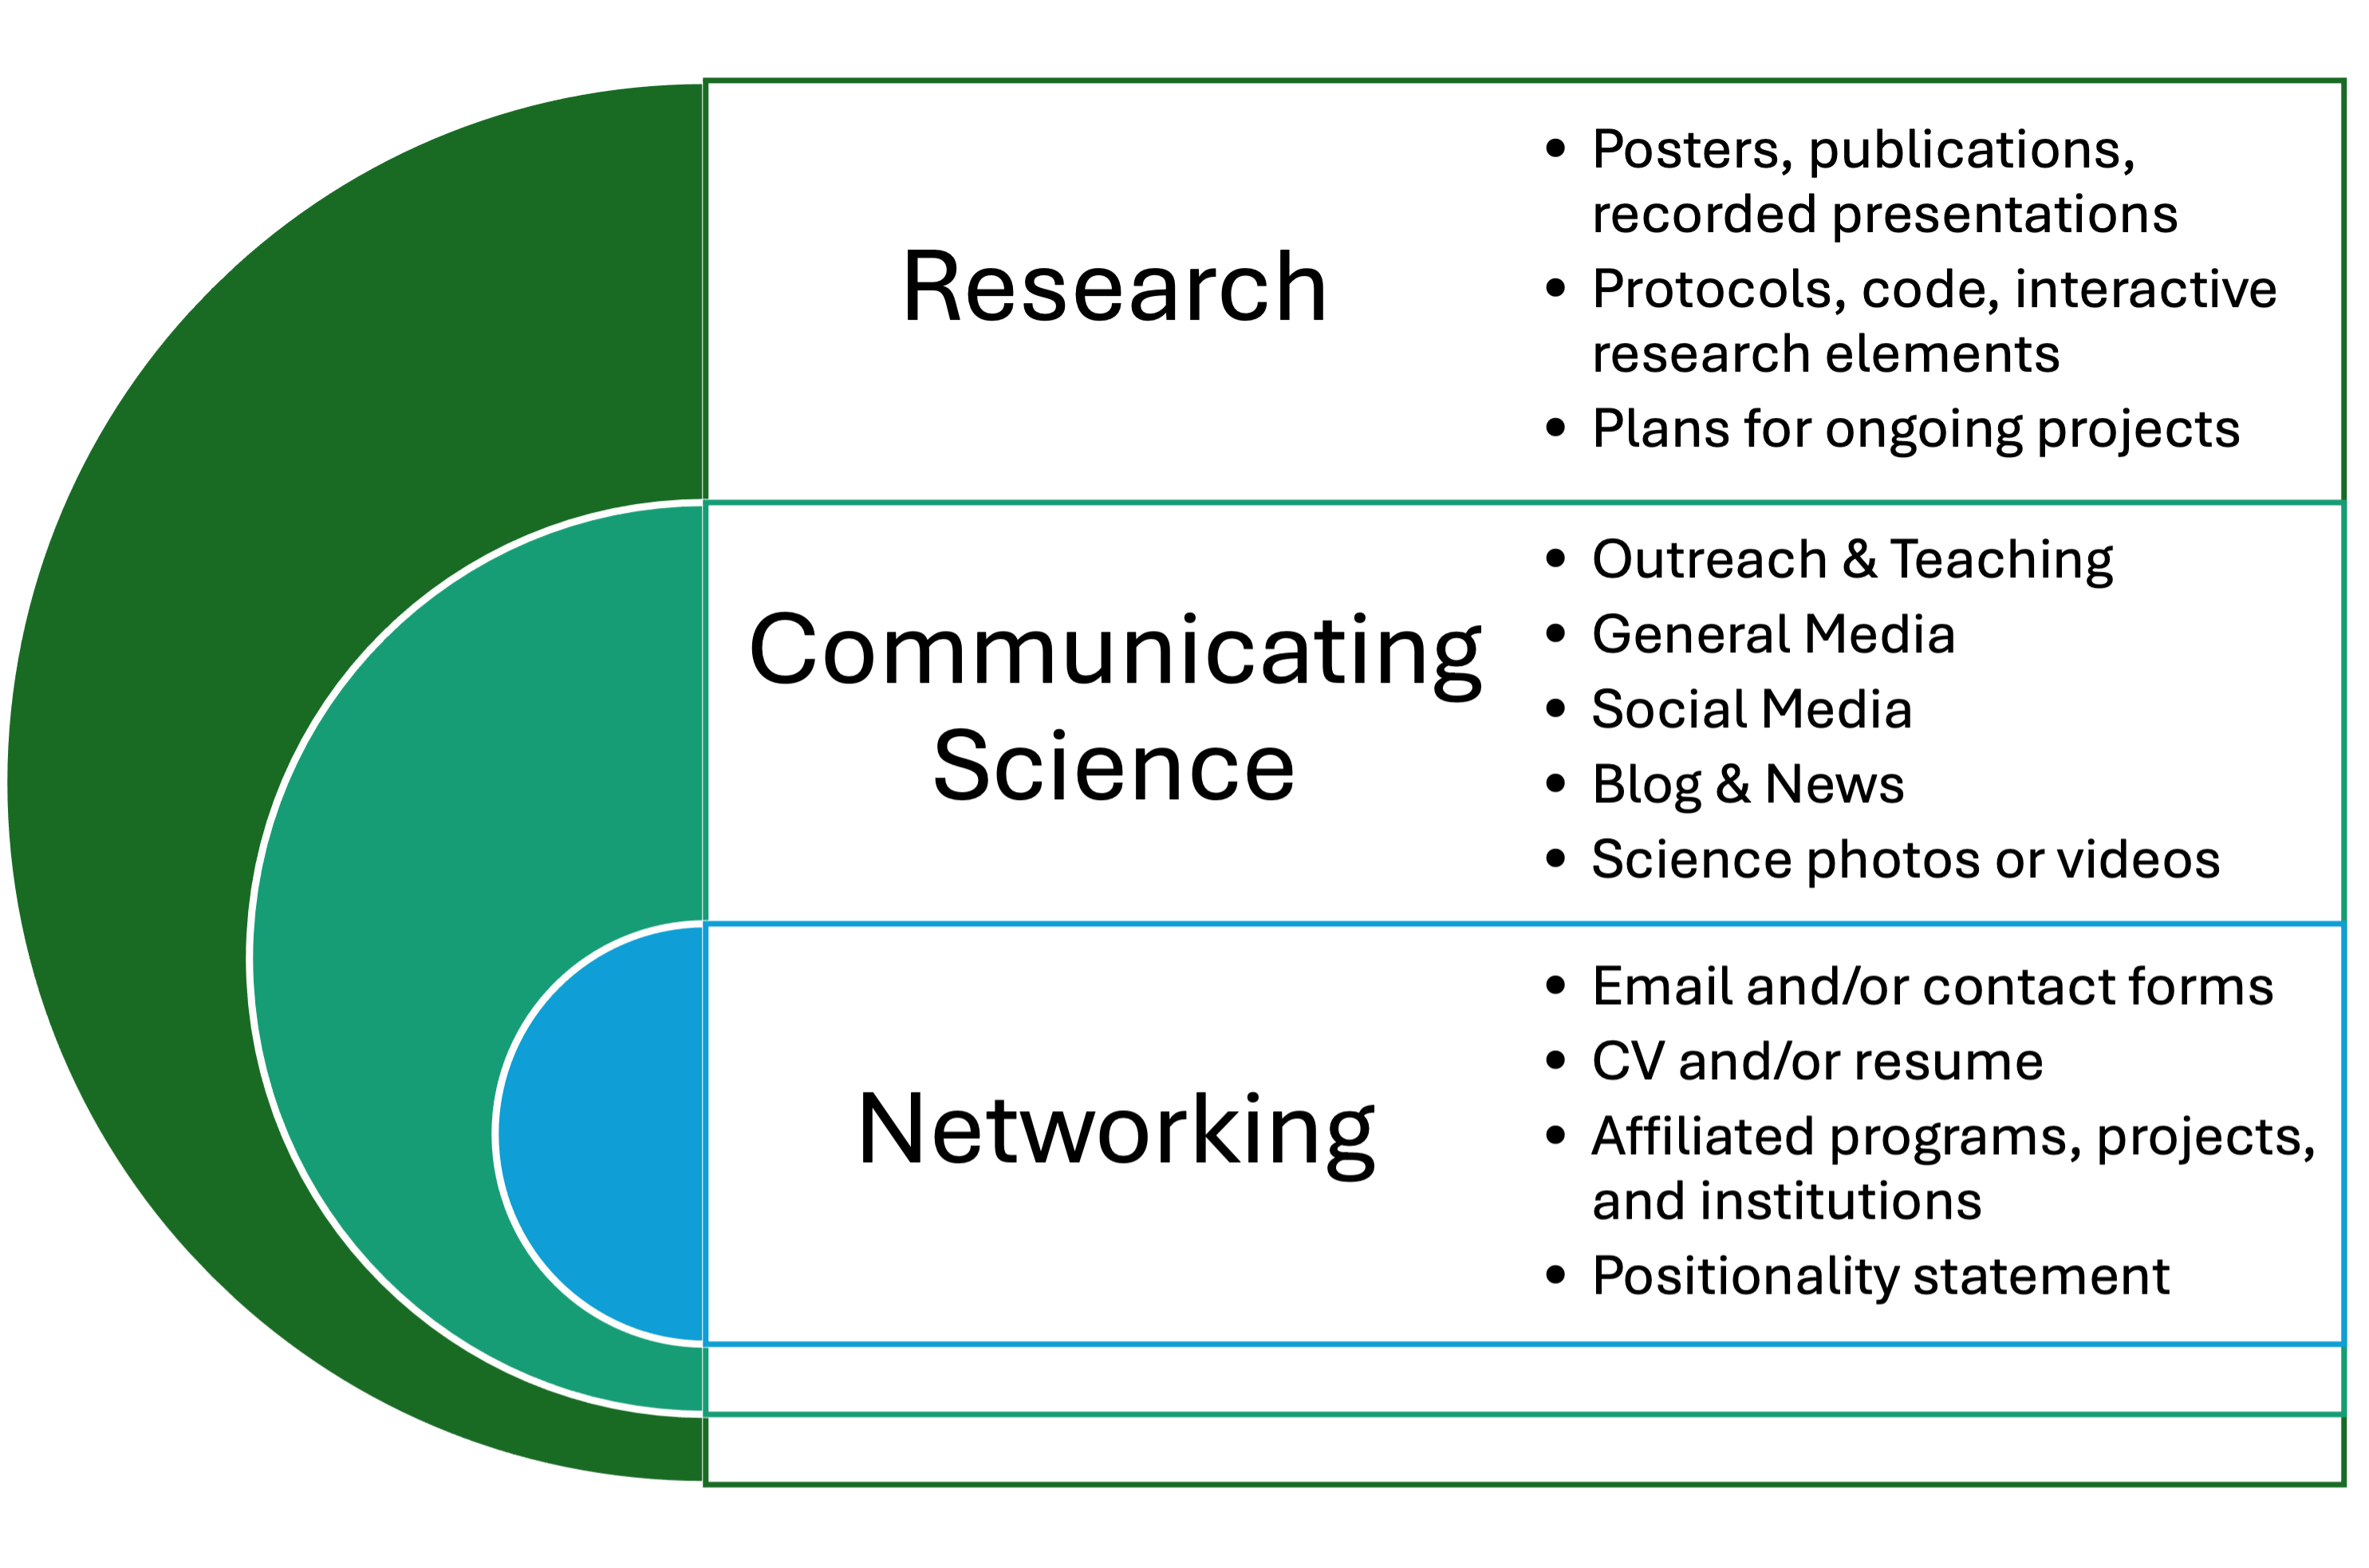 Research
• Posters, publications,
recorded presentations
• Protocols, code, interactive
research elements
• Plans for ongoing projects
Communicating
Science
• Outreach & Teaching
• General Media
• Social Media
• Blog & News
• Science photos or videos
Networking
• Email and/or contact forms
• CV and/or resume
• Affiliated programs, projects,
and institutions
• Positionality statement